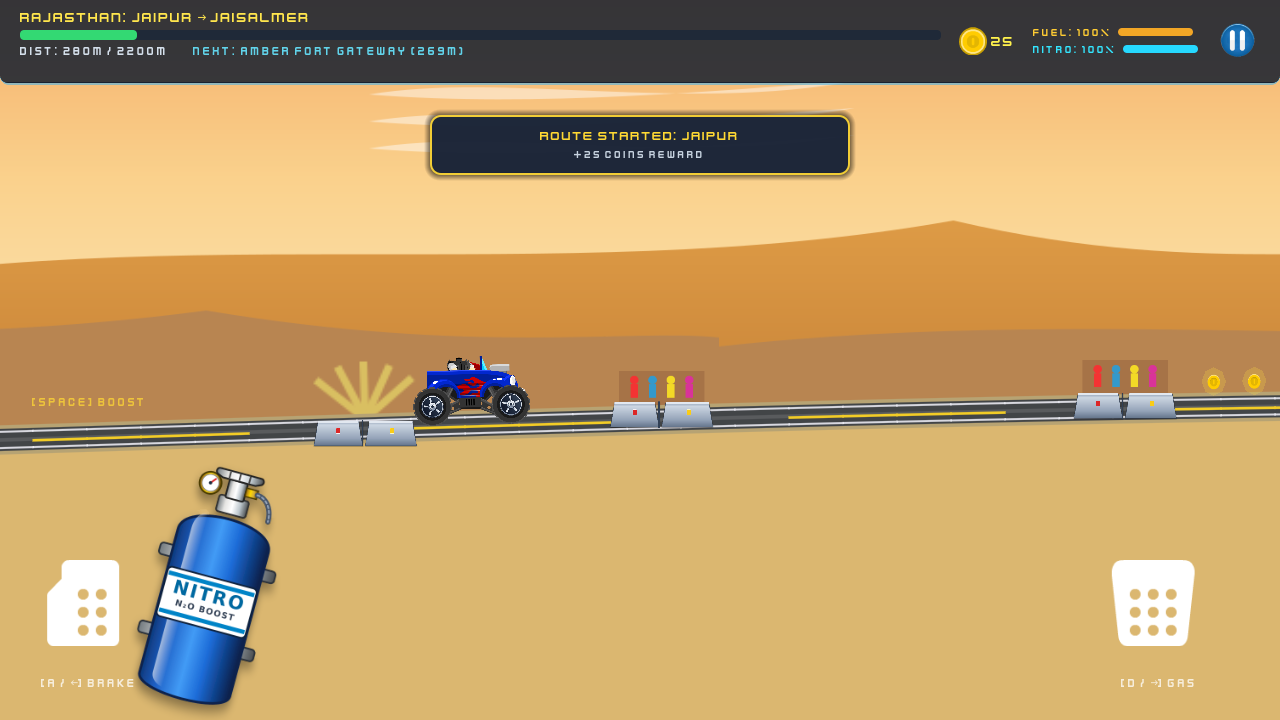 RAJASTHAN: JAIPUR → JAISALMER
DIST: 280M / 2200M
NEXT: AMBER FORT GATEWAY (269M)
25
FUEL: 100%
NITRO: 100%
ROUTE STARTED: JAIPUR
+25 COINS REWARD
[SPACE] BOOST
NITRO
N₂O BOOST
[A / ←] BRAKE
[D / →] GAS